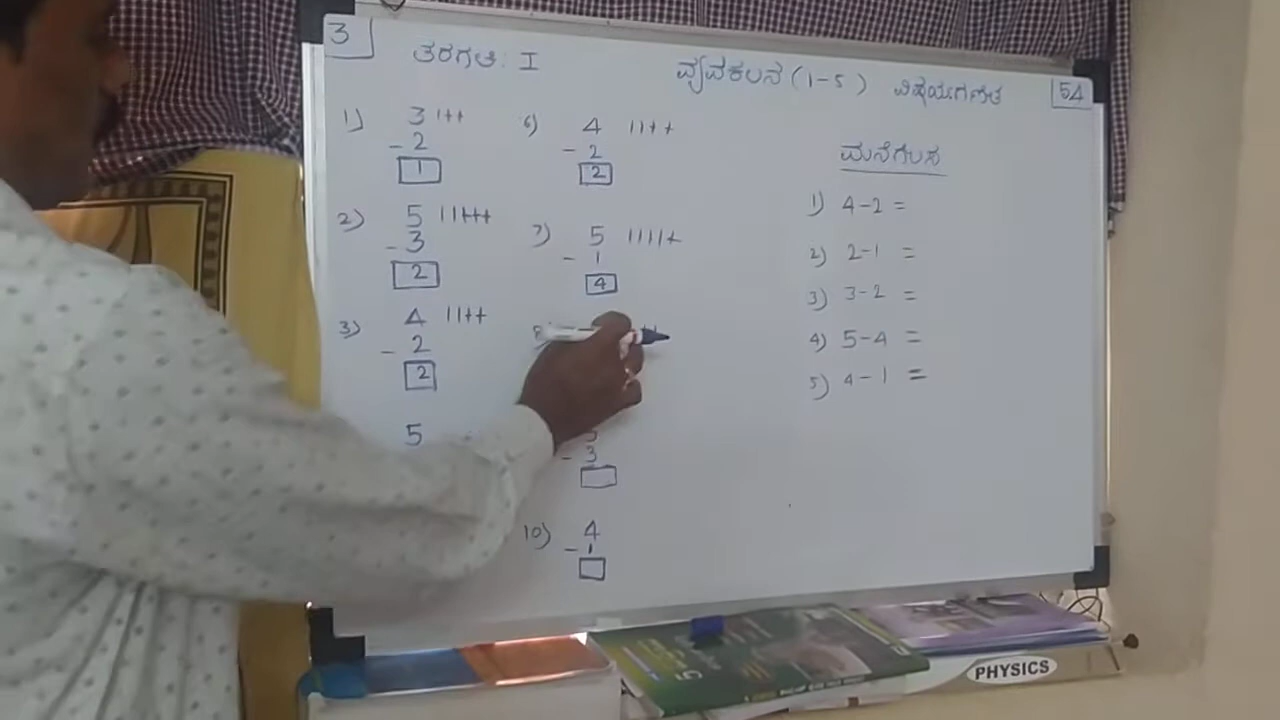 3 ತರಗತಿ: I ವ್ಯವಕಲನ (1-5) ವಿಷಯ:ಗಣಿತ 54
1) 3
- 2
1
2) 5
- 3
2
3) 4
- 2
2
5
6) 4
- 2
2
7) 5
- 1
4
- 3
10) 4
- 1
ಮನೆಗೆಲಸ
1) 4-2 =
2) 2-1 =
3) 3-2 =
4) 5-4 =
5) 4-1 =
PHYSICS